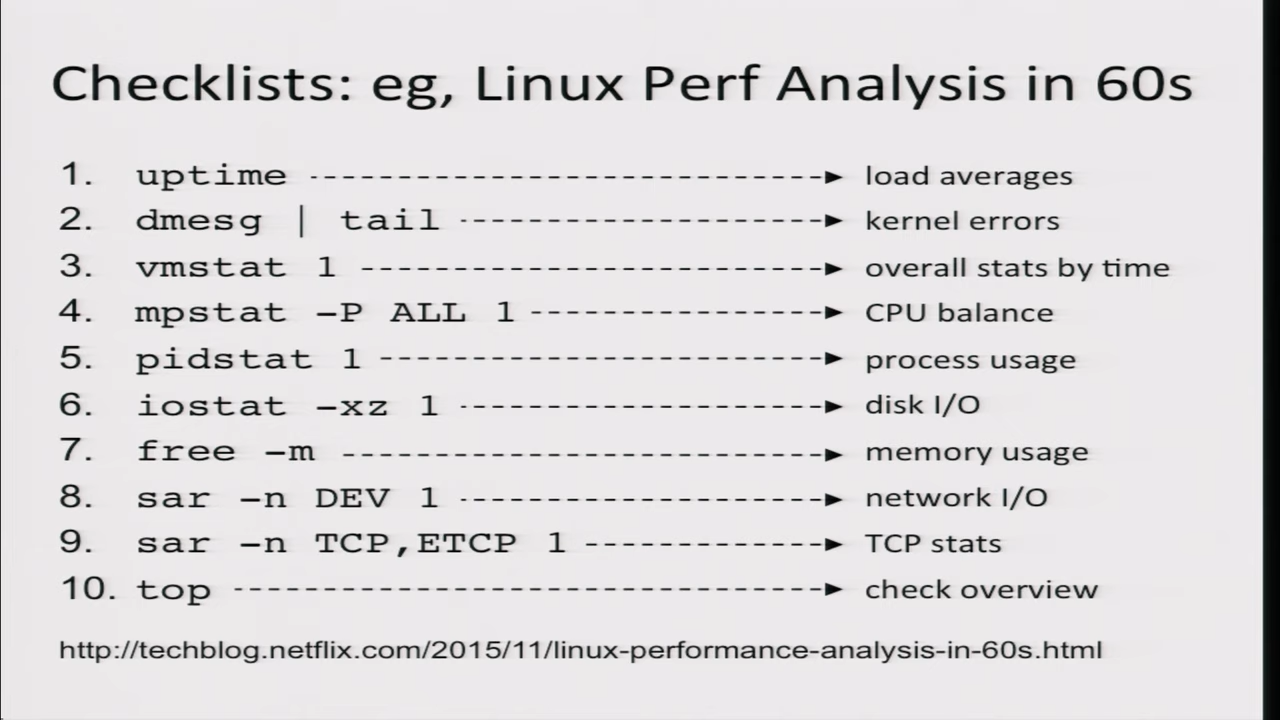 Checklists: eg, Linux Perf Analysis in 60s
1. uptime load averages
2. dmesg | tail kernel errors
3. vmstat 1 overall stats by time
4. mpstat –P ALL 1 CPU balance
5. pidstat 1 process usage
6. iostat –xz 1 disk I/O
7. free –m memory usage
8. sar –n DEV 1 network I/O
9. sar –n TCP,ETCP 1 TCP stats
10. top check overview
http://techblog.netflix.com/2015/11/linux-performance-analysis-in-60s.html